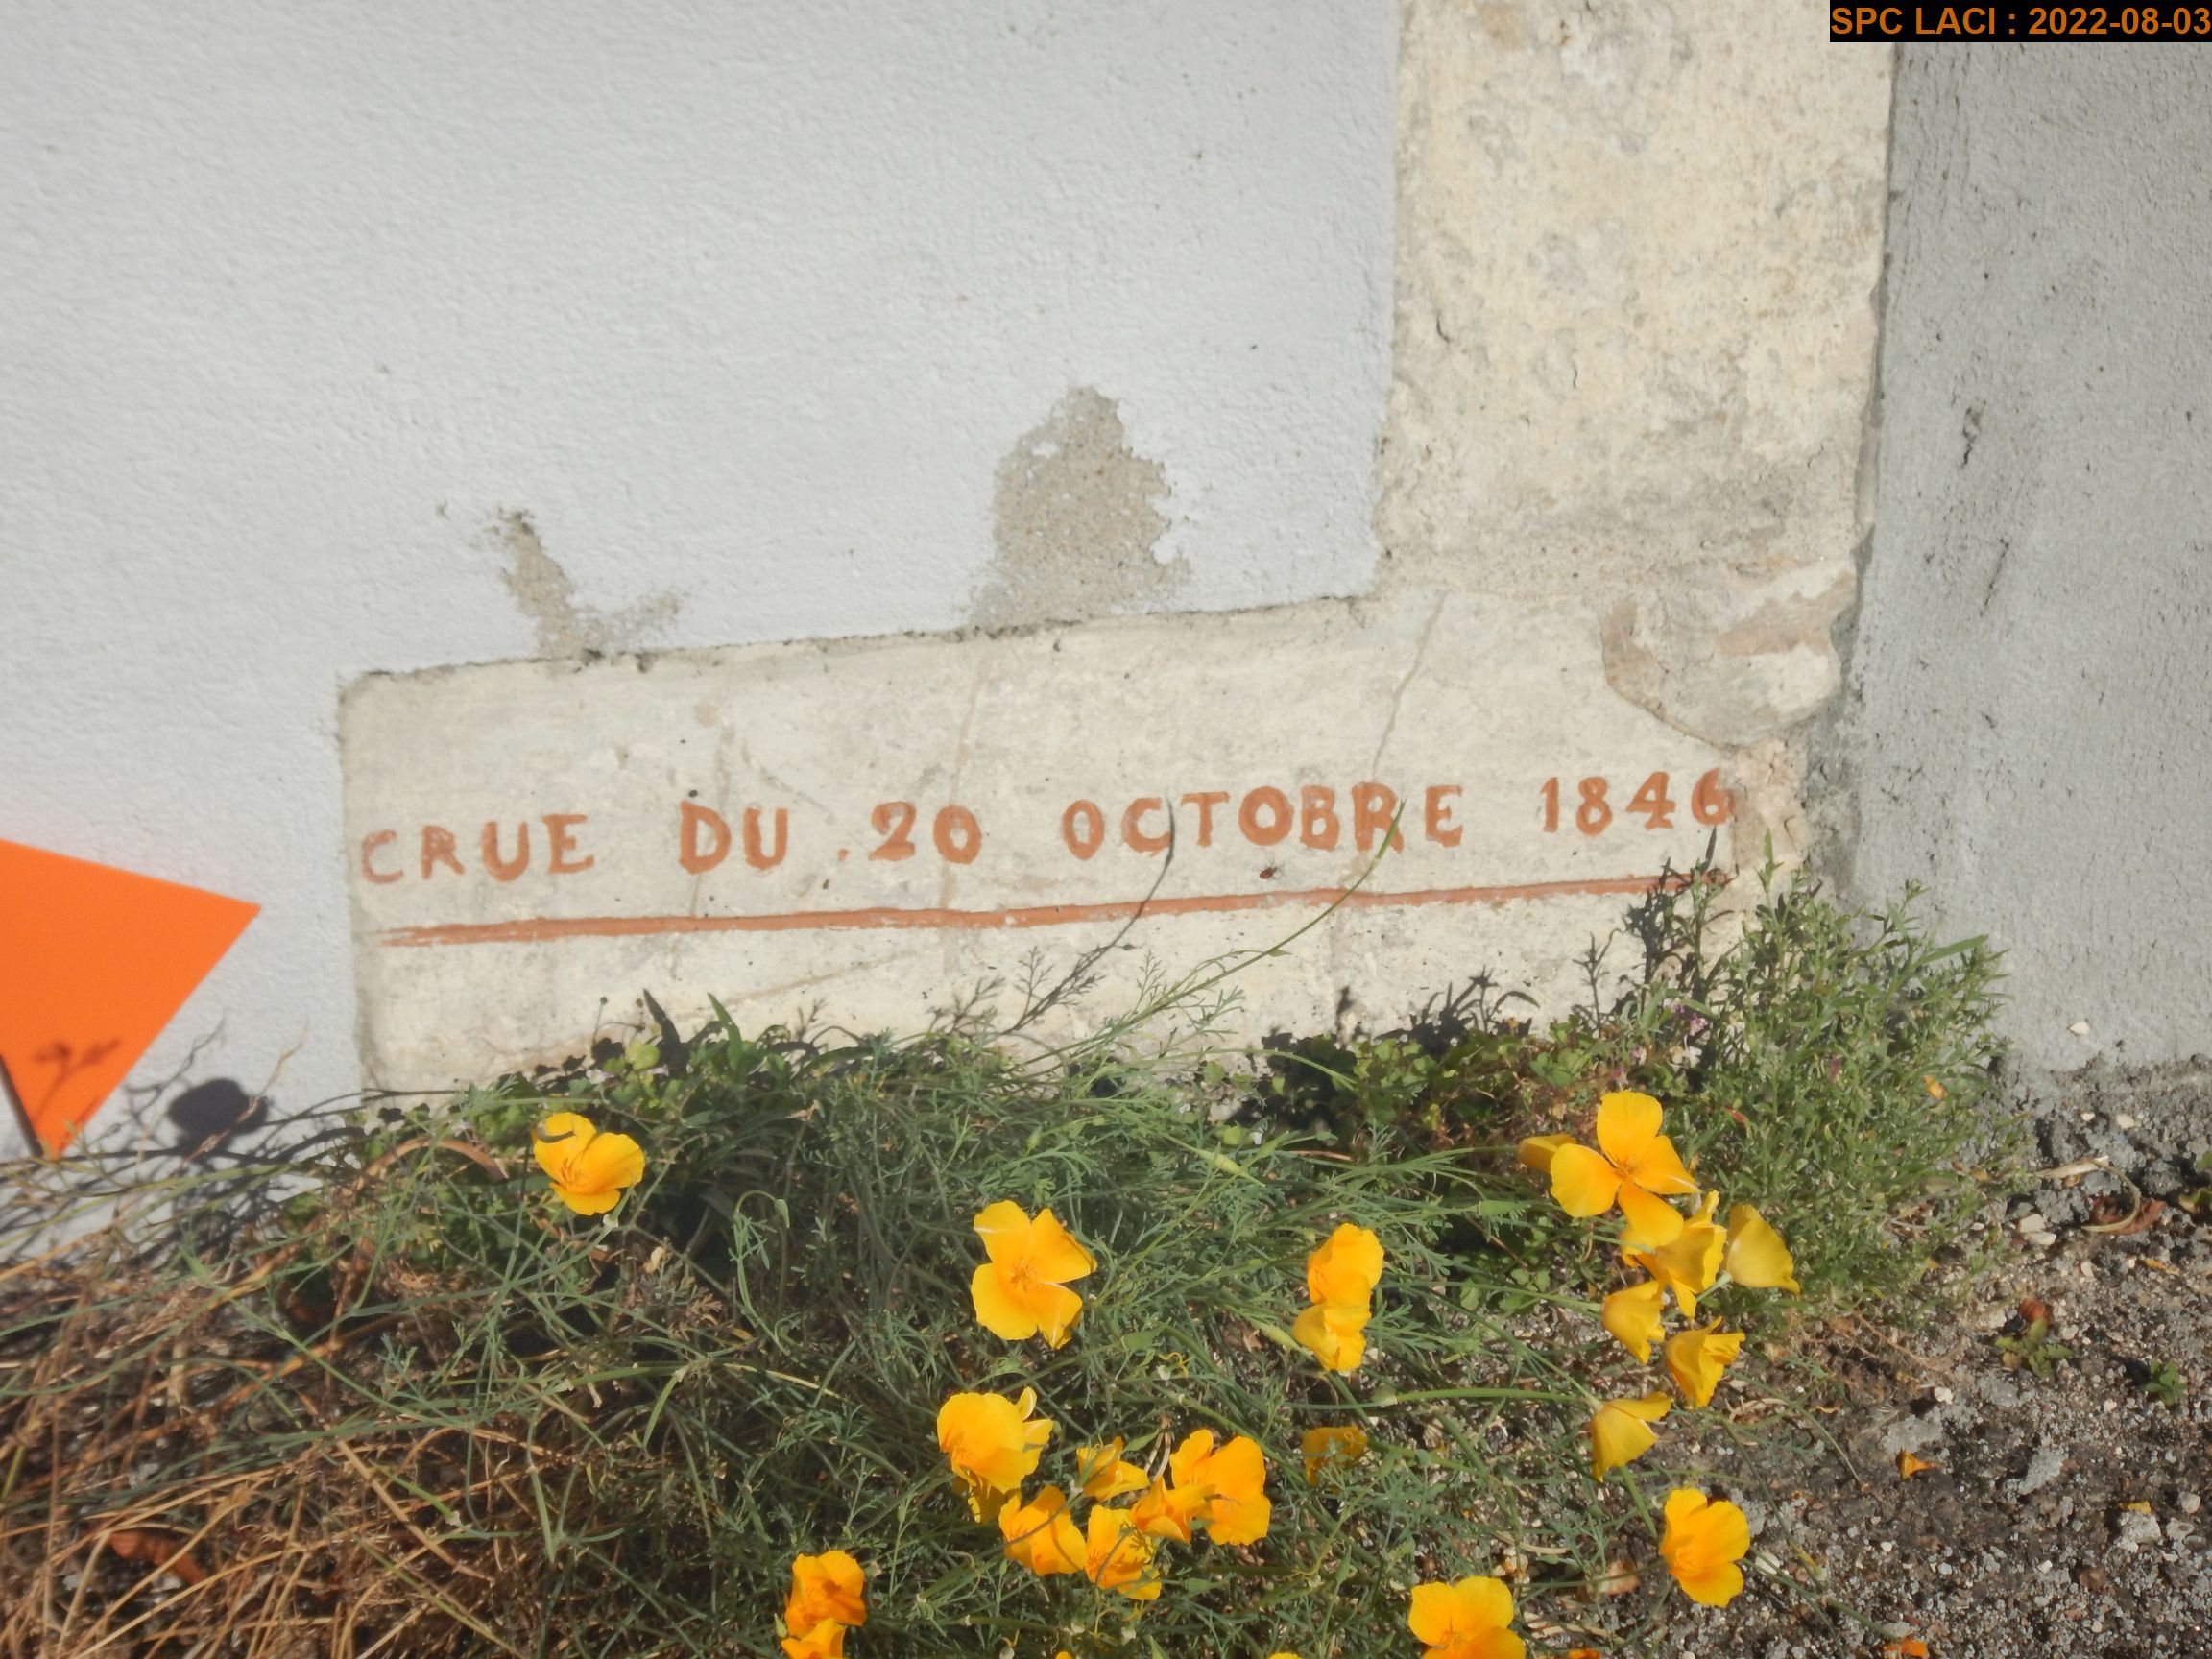 SPC LACI : 2022-08-03
CRUE DU . 20 OCTOBRE 1846